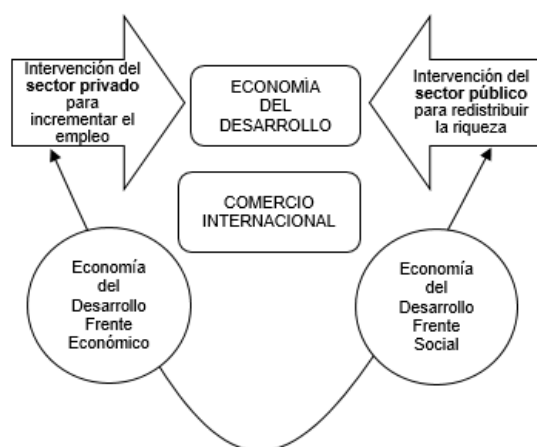 Intervención del
sector privado
para
incrementar el
empleo
ECONOMÌA
DEL
DESARROLLO
Intervención del
sector público
para redistribuir
la riqueza
COMERCIO
INTERNACIONAL
Economía
del
Desarrollo
Frente
Económico
Economía
del
Desarrollo
Frente
Social